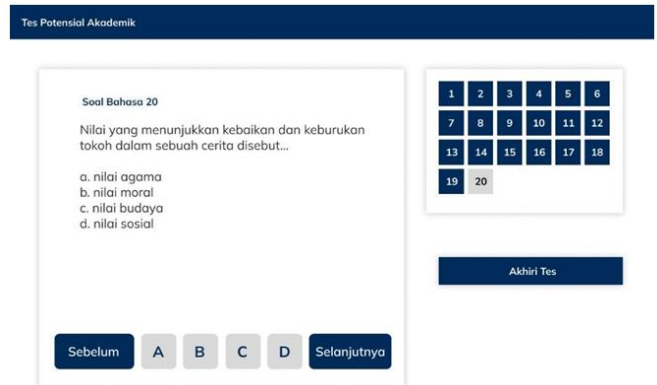 Tes Potensial Akademik
Soal Bahasa 20
Nilai yang menunjukkan kebaikan dan keburukan
tokoh dalam sebuah cerita disebut...
a. nilai agama
b. nilai moral
c. nilai budaya
d. nilai sosial
Sebelum A B C D Selanjutnya
1 2 3 4 5 6
7 8 9 10 11 12
13 14 15 16 17 18
19 20
Akhiri Tes